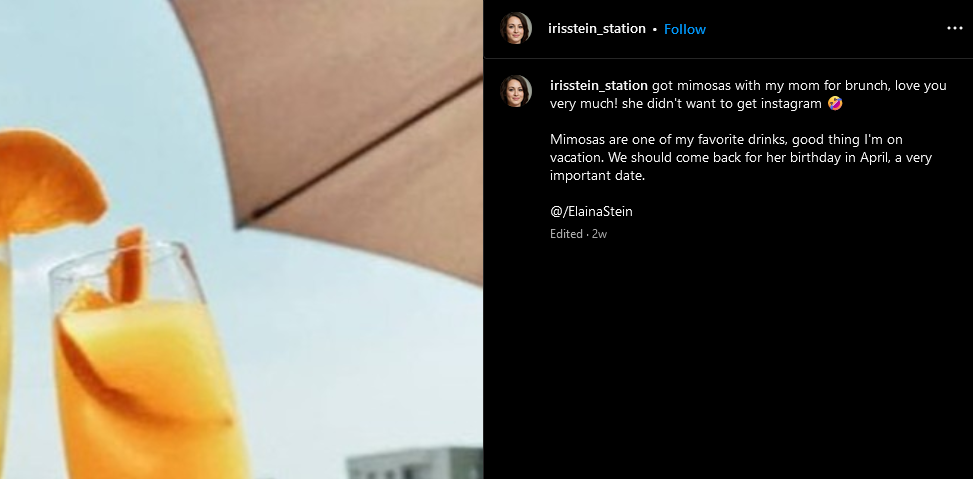 irisstein_station • Follow
irisstein_station got mimosas with my mom for brunch, love you
very much! she didn't want to get instagram 🤣
Mimosas are one of my favorite drinks, good thing I'm on
vacation. We should come back for her birthday in April, a very
important date.
@/ElainaStein
Edited · 2w